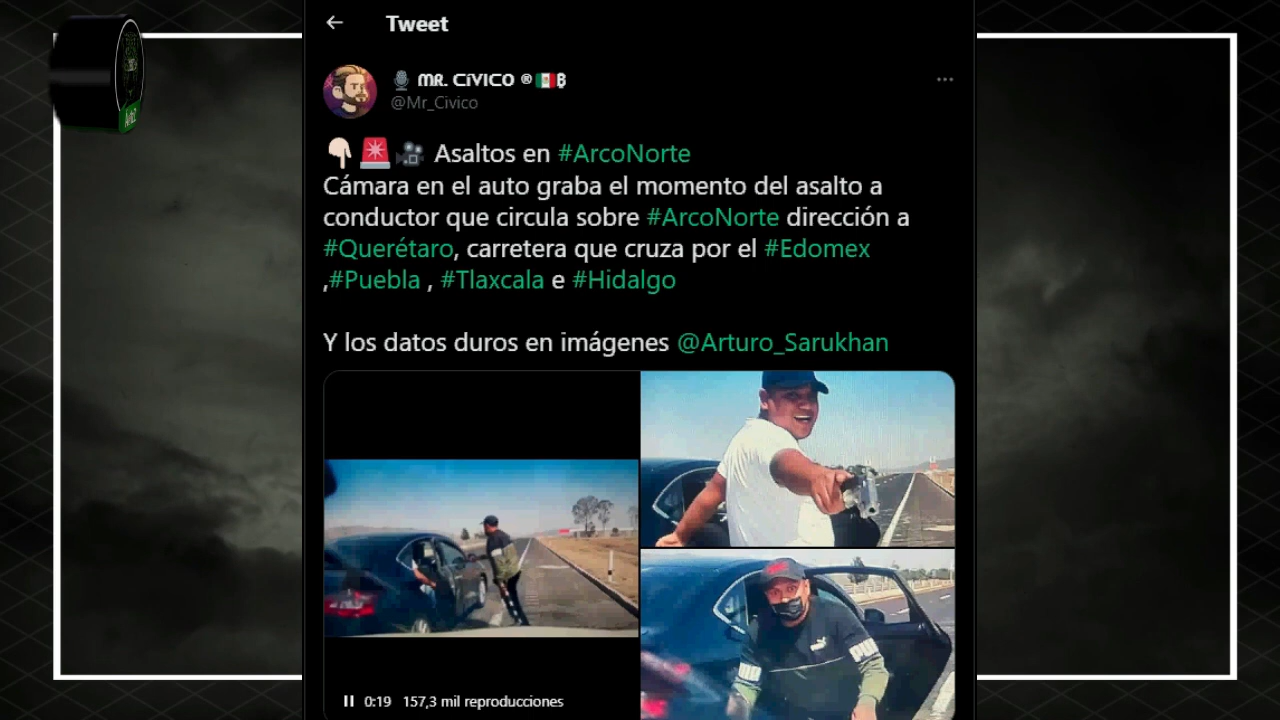 Tweet
MR. CíVICO ®
@Mr_Civico
Asaltos en #ArcoNorte
Cámara en el auto graba el momento del asalto a
conductor que circula sobre #ArcoNorte dirección a
#Querétaro, carretera que cruza por el #Edomex
,#Puebla , #Tlaxcala e #Hidalgo
Y los datos duros en imágenes @Arturo_Sarukhan
0:19 157,3 mil reproducciones